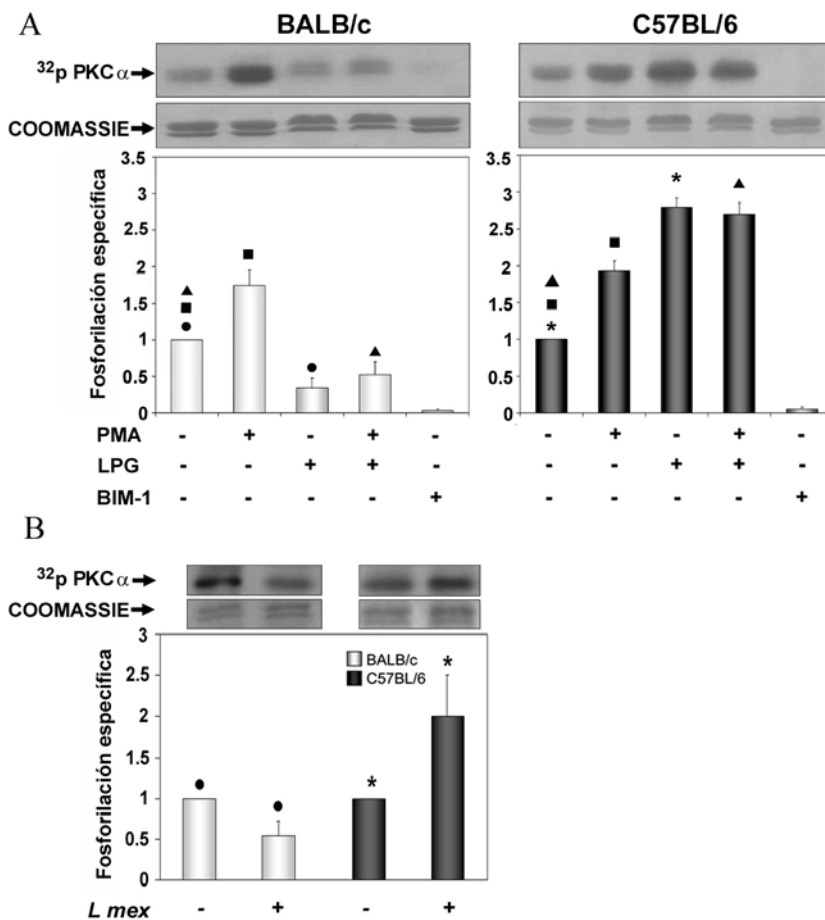 A
BALB/c
C57BL/6
32p PKCα
COOMASSIE
Fosforilación específica
3.5
3
2.5
2
1.5
1
0.5
0
3.5
3
2.5
2
1.5
1
0.5
0
*
*
PMA - + - + - - + - + -
LPG - - + + - - - + + -
BIM-1 - - - - + - - - - +
B
32p PKCα
COOMASSIE
Fosforilación específica
3
2.5
2
1.5
1
0.5
0
BALB/c
C57BL/6
*
*
L mex - + - +